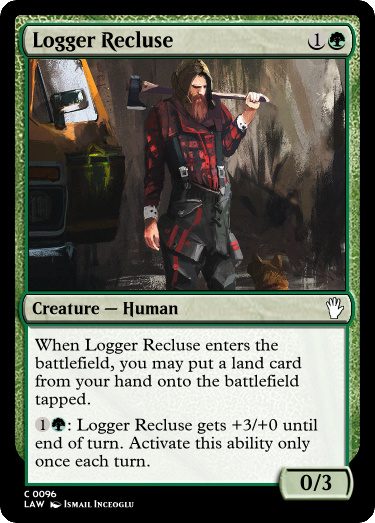 Logger Recluse 1
Creature — Human
When Logger Recluse enters the
battlefield, you may put a land card
from your hand onto the battlefield
tapped.
1 : Logger Recluse gets +3/+0 until
end of turn. Activate this ability only
once each turn.
0/3
C 0096
LAW Ismail Inceoglu